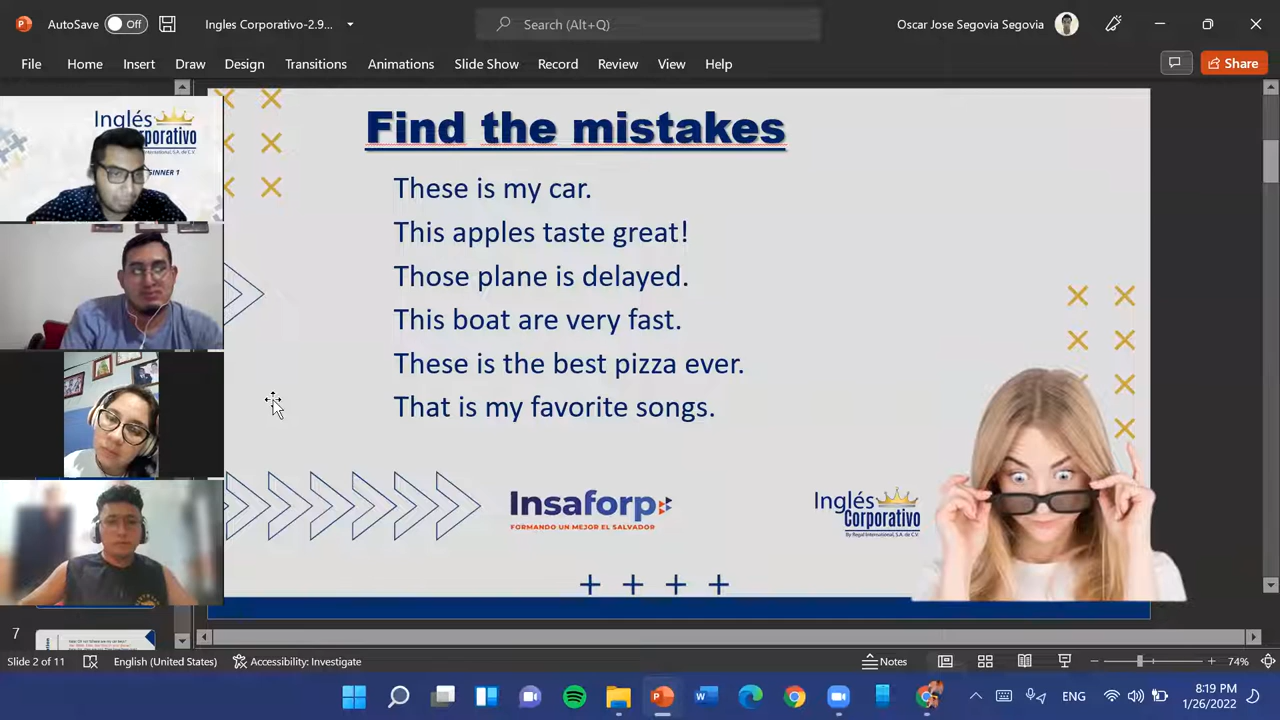 AutoSave Off Ingles Corporativo-2.9... Search (Alt+Q) Oscar Jose Segovia Segovia
File Home Insert Draw Design Transitions Animations Slide Show Record Review View Help Share
Inglés
orporativo
Regal International, S.A. de C.V.
INNER 1
Find the mistakes
These is my car.
This apples taste great!
Those plane is delayed.
This boat are very fast.
These is the best pizza ever.
That is my favorite songs.
Insaforp
FORMANDO UN MEJOR EL SALVADOR
Inglés
Corporativo
By Regal International, S.A. de C.V.
7
Slide 2 of 11 English (United States) Accessibility: Investigate Notes 74%
ENG 8:19 PM
1/26/2022